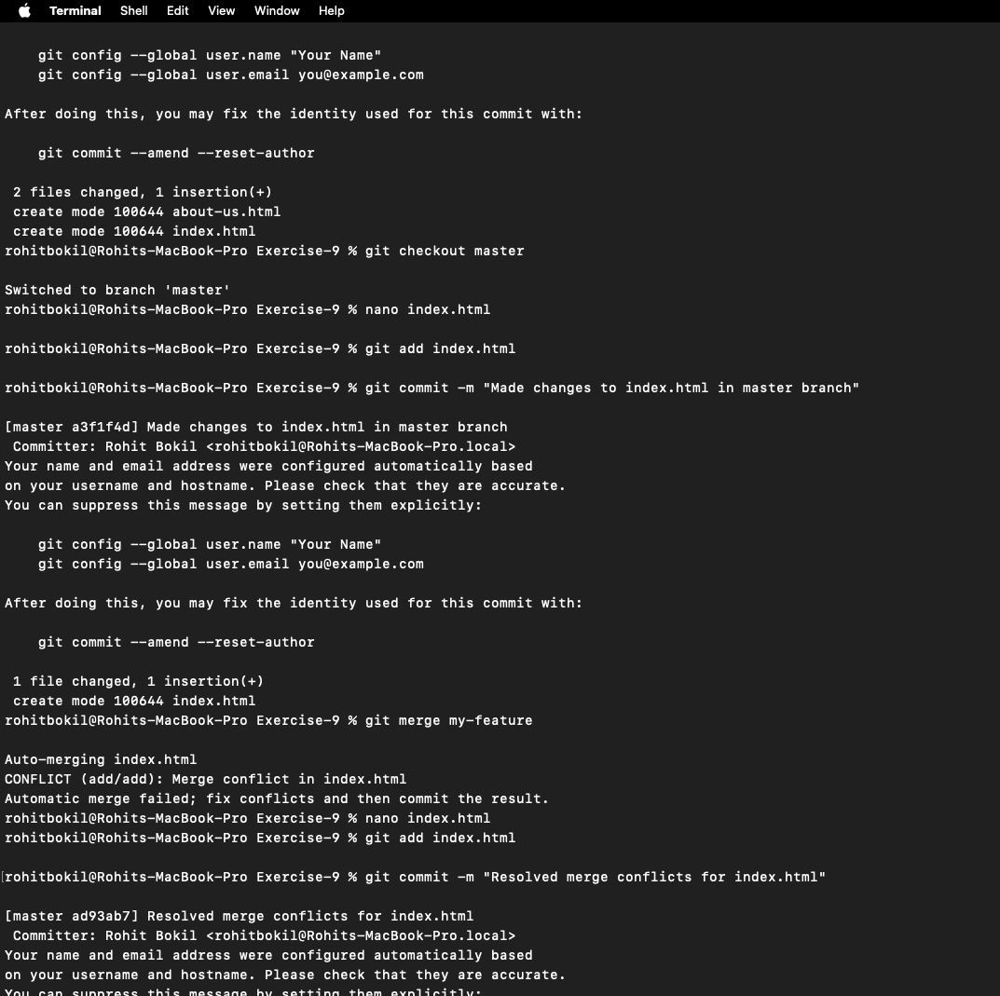 Terminal Shell Edit View Window Help
git config --global user.name "Your Name"
git config --global user.email you@example.com
After doing this, you may fix the identity used for this commit with:
git commit --amend --reset-author
2 files changed, 1 insertion(+)
create mode 100644 about-us.html
create mode 100644 index.html
rohitbokil@Rohits-MacBook-Pro Exercise-9 % git checkout master
Switched to branch 'master'
rohitbokil@Rohits-MacBook-Pro Exercise-9 % nano index.html
rohitbokil@Rohits-MacBook-Pro Exercise-9 % git add index.html
rohitbokil@Rohits-MacBook-Pro Exercise-9 % git commit -m "Made changes to index.html in master branch"
[master a3f1f4d] Made changes to index.html in master branch
Committer: Rohit Bokil <rohitbokil@Rohits-MacBook-Pro.local>
Your name and email address were configured automatically based
on your username and hostname. Please check that they are accurate.
You can suppress this message by setting them explicitly:
git config --global user.name "Your Name"
git config --global user.email you@example.com
After doing this, you may fix the identity used for this commit with:
git commit --amend --reset-author
1 file changed, 1 insertion(+)
create mode 100644 index.html
rohitbokil@Rohits-MacBook-Pro Exercise-9 % git merge my-feature
Auto-merging index.html
CONFLICT (add/add): Merge conflict in index.html
Automatic merge failed; fix conflicts and then commit the result.
rohitbokil@Rohits-MacBook-Pro Exercise-9 % nano index.html
rohitbokil@Rohits-MacBook-Pro Exercise-9 % git add index.html
[rohitbokil@Rohits-MacBook-Pro Exercise-9 % git commit -m "Resolved merge conflicts for index.html"
[master ad93ab7] Resolved merge conflicts for index.html
Committer: Rohit Bokil <rohitbokil@Rohits-MacBook-Pro.local>
Your name and email address were configured automatically based
on your username and hostname. Please check that they are accurate.
You can suppress this message by setting them explicitly: